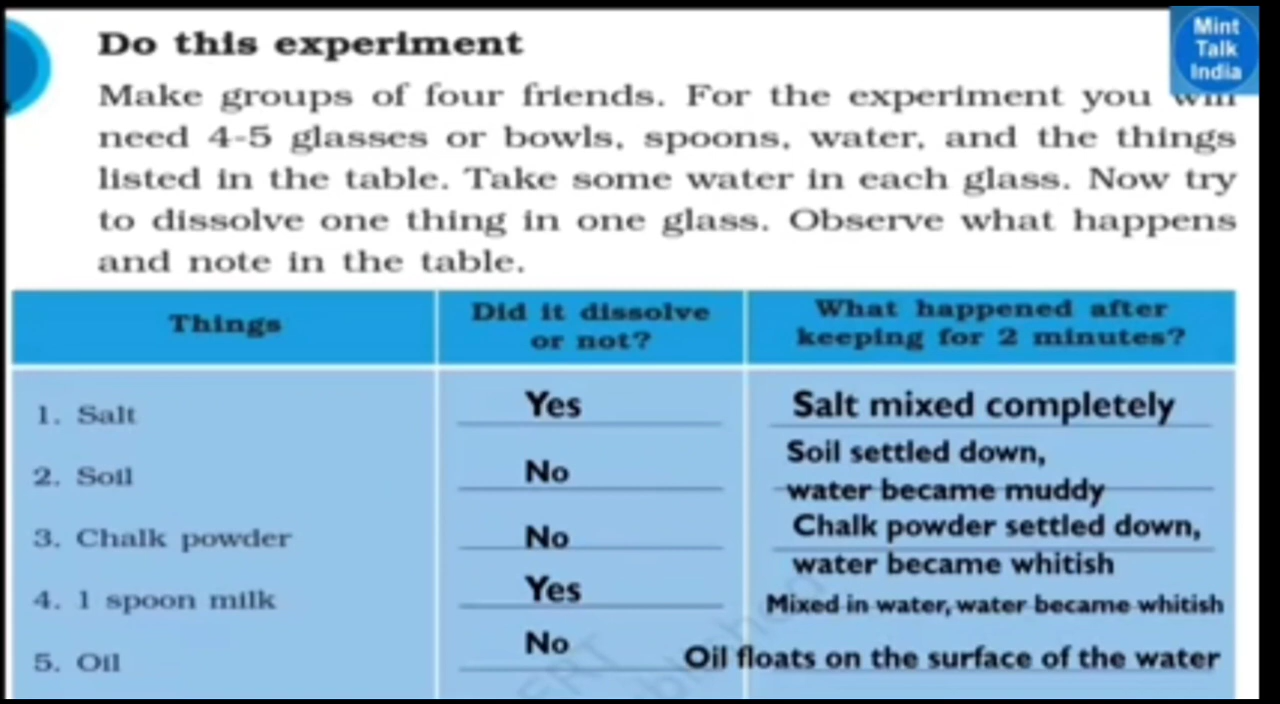 Mint
Talk
India
Do this experiment
Make groups of four friends. For the experiment you will
need 4-5 glasses or bowls, spoons, water, and the things
listed in the table. Take some water in each glass. Now try
to dissolve one thing in one glass. Observe what happens
and note in the table.
Things
Did it dissolve
or not?
What happened after
keeping for 2 minutes?
1. Salt
Yes
Salt mixed completely
2. Soil
No
Soil settled down,
water became muddy
3. Chalk powder
No
Chalk powder settled down,
water became whitish
4. 1 spoon milk
Yes
Mixed in water, water became whitish
5. Oil
No
Oil floats on the surface of the water